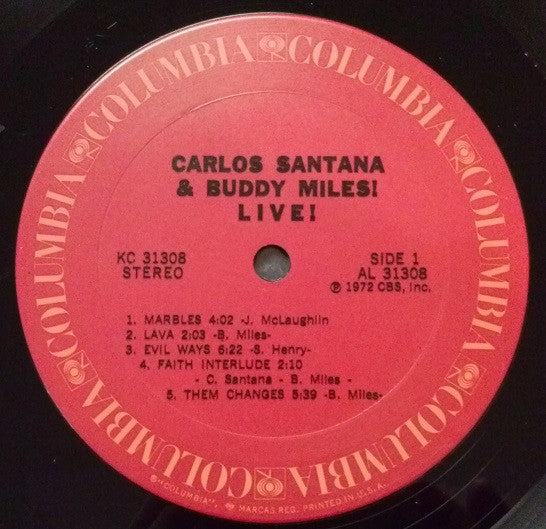 COLUMBIA COLUMBIA COLUMBIA COLUMBIA COLUMBIA COLUMBIA
CARLOS SANTANA
& BUDDY MILES!
LIVE!
KC 31308
STEREO
SIDE 1
AL 31308
℗ 1972 CBS, Inc.
1. MARBLES 4:02 -J. McLaughlin
2. LAVA 2:03 -B. Miles-
3. EVIL WAYS 6:22 -S. Henry-
4. FAITH INTERLUDE 2:10
- C. Santana - B. Miles -
5. THEM CHANGES 5:39 -B. Miles-
®"COLUMBIA", MARCAS REG. PRINTED IN U.S.A.